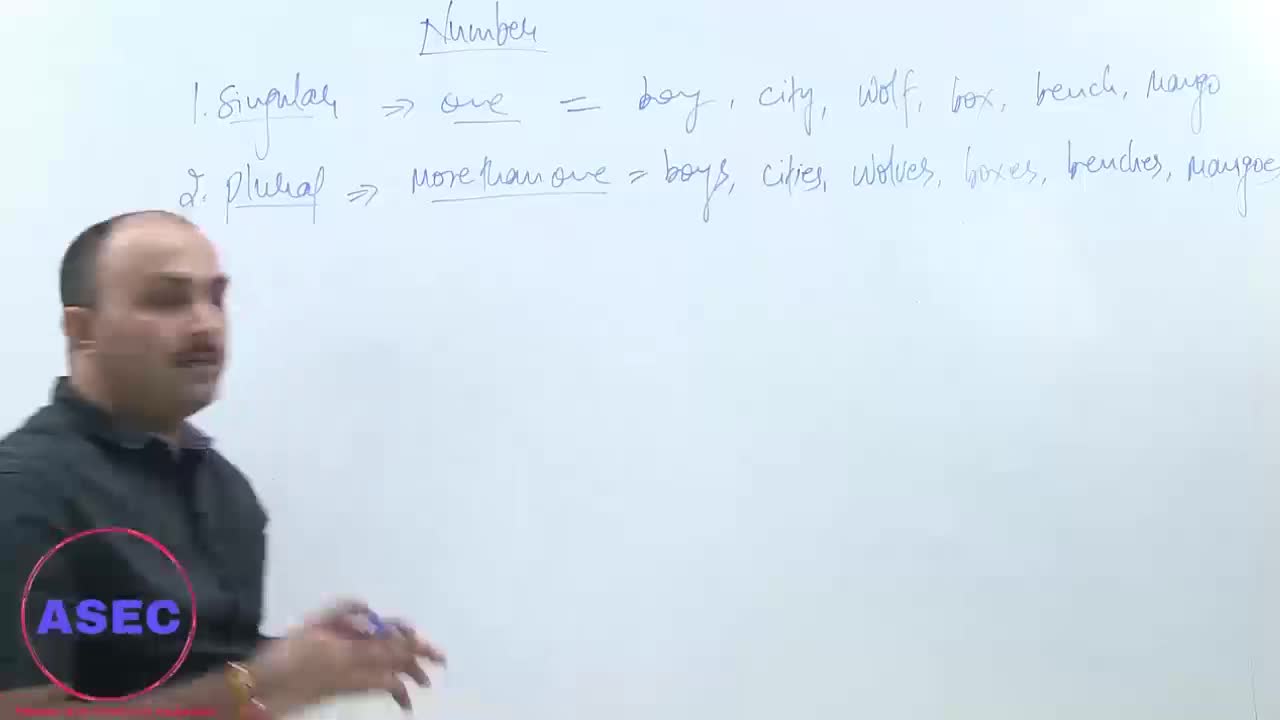 Number
1. Singular ⇒ one = boy, city, wolf, box, bench, mango
2. Plural ⇒ More than one = boys, cities, wolves, boxes, benches, mangoes
ASEC